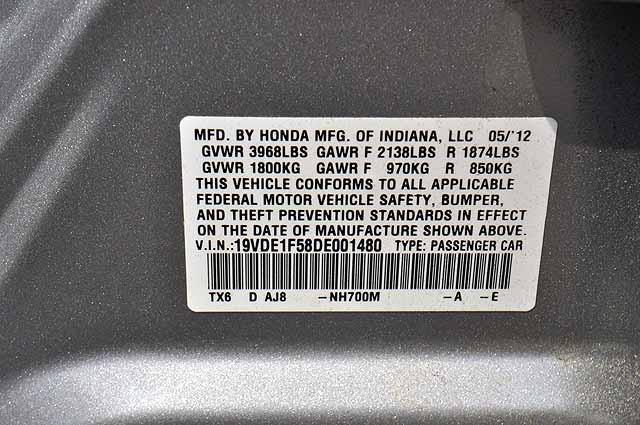 MFD. BY HONDA MFG. OF INDIANA, LLC 05/'12
GVWR 3968LBS GAWR F 2138LBS R 1874LBS
GVWR 1800KG GAWR F 970KG R 850KG
THIS VEHICLE CONFORMS TO ALL APPLICABLE
FEDERAL MOTOR VEHICLE SAFETY, BUMPER,
AND THEFT PREVENTION STANDARDS IN EFFECT
ON THE DATE OF MANUFACTURE SHOWN ABOVE.
V.I.N.:19VDE1F58DE001480 TYPE: PASSENGER CAR
TX6 D AJ8 –NH700M –A –E